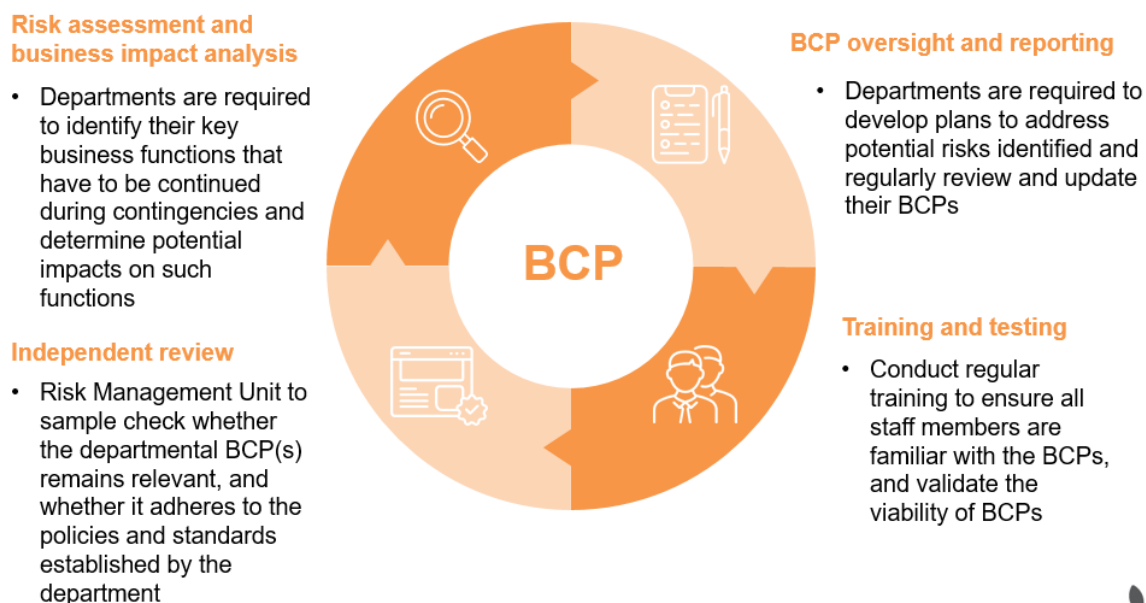 Risk assessment and
business impact analysis
• Departments are required
to identify their key
business functions that
have to be continued
during contingencies and
determine potential
impacts on such
functions
BCP oversight and reporting
• Departments are required to
develop plans to address
potential risks identified and
regularly review and update
their BCPs
BCP
Independent review
• Risk Management Unit to
sample check whether
the departmental BCP(s)
remains relevant, and
whether it adheres to the
policies and standards
established by the
department
Training and testing
• Conduct regular
training to ensure all
staff members are
familiar with the BCPs,
and validate the
viability of BCPs